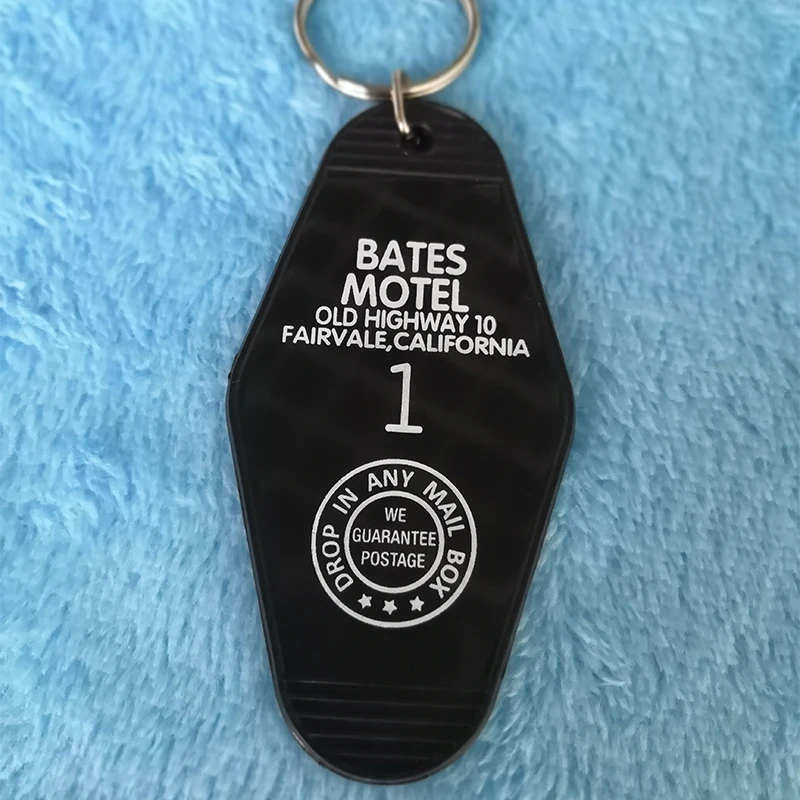 BATES
MOTEL
OLD HIGHWAY 10
FAIRVALE,CALIFORNIA
1
DROP IN ANY MAIL BOX
WE
GUARANTEE
POSTAGE